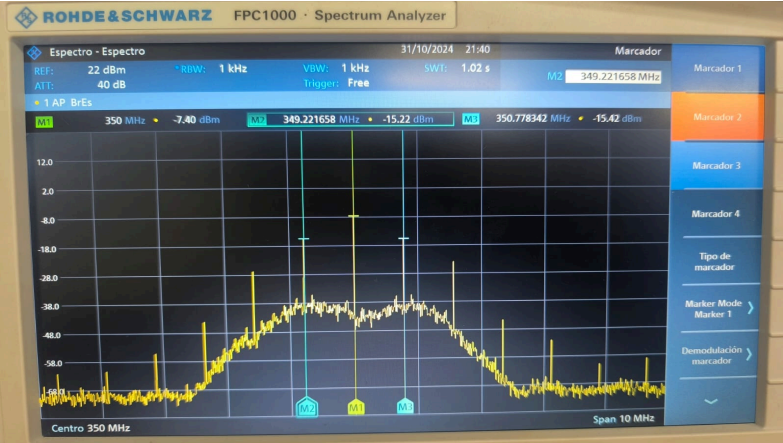 ROHDE&SCHWARZ FPC1000 · Spectrum Analyzer
Espectro - Espectro 31/10/2024 21:40 Marcador
REF: 22 dBm *RBW: 1 kHz VBW: 1 kHz SWT: 1.02 s M2 349.221658 MHz
ATT: 40 dB Trigger: Free
1 AP BrEs
M1 350 MHz -7.40 dBm M2 349.221658 MHz -15.22 dBm M3 350.778342 MHz -15.42 dBm
12.0
2.0
-8.0
-18.0
-28.0
-38.0
-48.0
-58.0
M2 M1 M3
Centro 350 MHz Span 10 MHz
Marcador 1
Marcador 2
Marcador 3
Marcador 4
Tipo de
marcador
Marker Mode
Marker 1
Demodulación
marcador